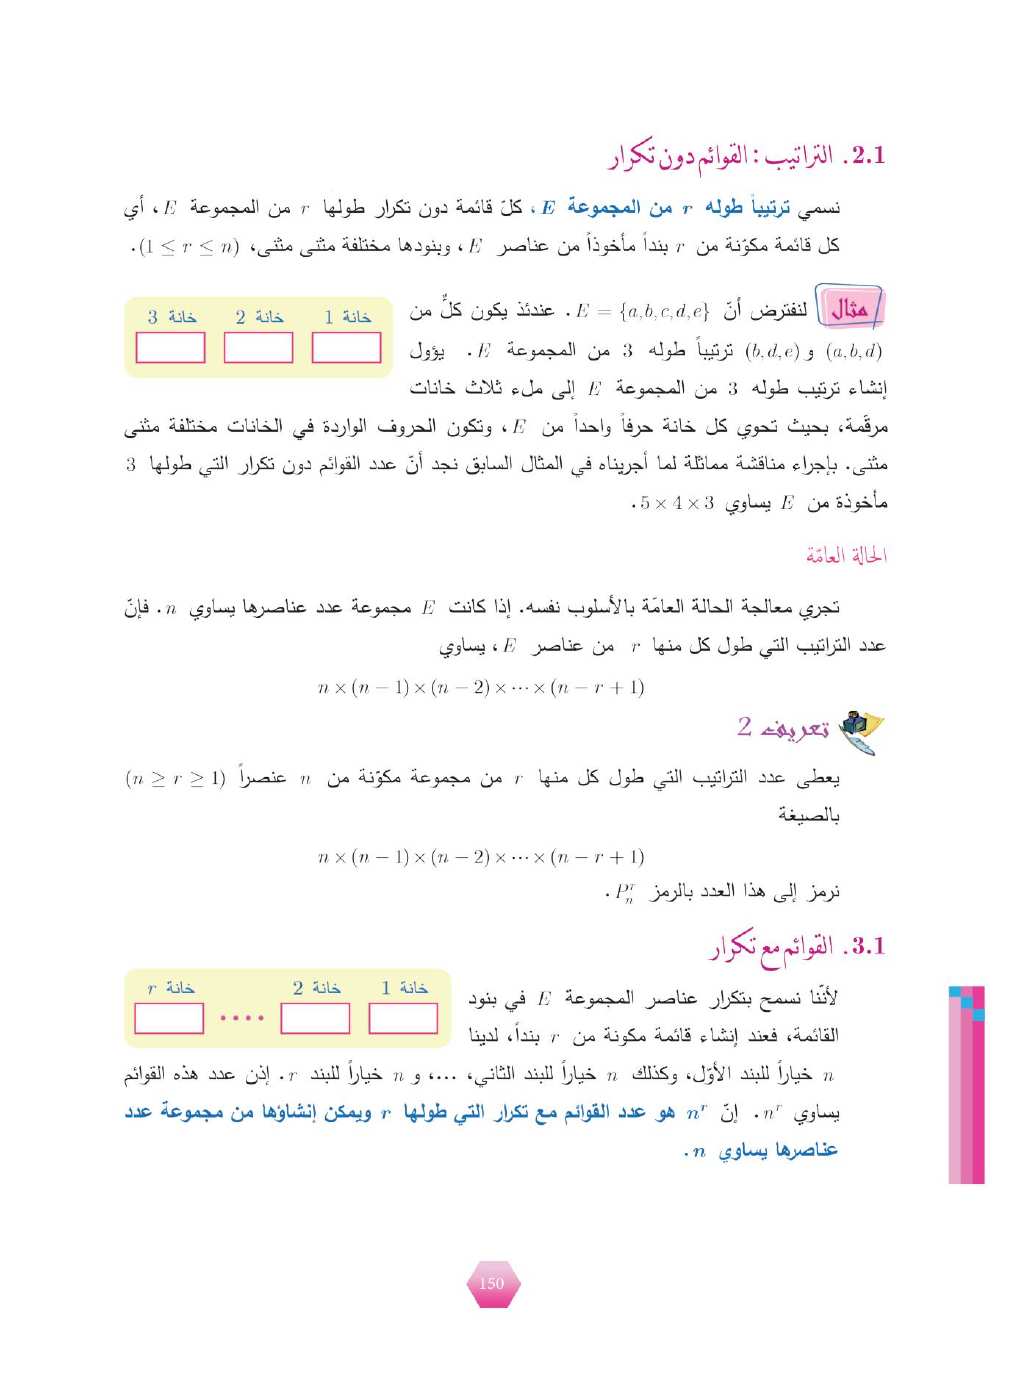 2.1. التراتيب : القوائم دون تكرار
نسمي ترتيباً طوله r من المجموعة E ، كلّ قائمة دون تكرار طولها r من المجموعة E ، أي
كل قائمة مكوّنة من r بنداً مأخوذاً من عناصر E ، وبنودها مختلفة مثنى مثنى، (1 ≤ r ≤ n).
مثال
لنفترض أنّ E = {a,b,c,d,e} . عندئذ يكون كلٌّ من
(a,b,d) و (b,d,e) ترتيباً طوله 3 من المجموعة E . يؤول
إنشاء ترتيب طوله 3 من المجموعة E إلى ملء ثلاث خانات
خانة 1 خانة 2 خانة 3
مرقّمة، بحيث تحوي كل خانة حرفاً واحداً من E ، وتكون الحروف الواردة في الخانات مختلفة مثنى
مثنى. بإجراء مناقشة مماثلة لما أجريناه في المثال السابق نجد أنّ عدد القوائم دون تكرار التي طولها 3
مأخوذة من E يساوي 5 × 4 × 3 .
الحالة العامّة
تجري معالجة الحالة العامّة بالأسلوب نفسه. إذا كانت E مجموعة عدد عناصرها يساوي n . فإنّ
عدد التراتيب التي طول كل منها r من عناصر E ، يساوي
n × (n − 1) × (n − 2) × ··· × (n − r + 1)
تعريف 2
يعطى عدد التراتيب التي طول كل منها r من مجموعة مكوّنة من n عنصراً (n ≥ r ≥ 1)
بالصيغة
n × (n − 1) × (n − 2) × ··· × (n − r + 1)
نرمز إلى هذا العدد بالرمز Pₙʳ .
3.1. القوائم مع تكرار
لأنّنا نسمح بتكرار عناصر المجموعة E في بنود
القائمة، فعند إنشاء قائمة مكونة من r بنداً، لدينا
خانة 1 خانة 2 •••• خانة r
n خياراً للبند الأوّل، وكذلك n خياراً للبند الثاني، ...، و n خياراً للبند r . إذن عدد هذه القوائم
يساوي nʳ . إنّ nʳ هو عدد القوائم مع تكرار التي طولها r ويمكن إنشاؤها من مجموعة عدد
عناصرها يساوي n .
150